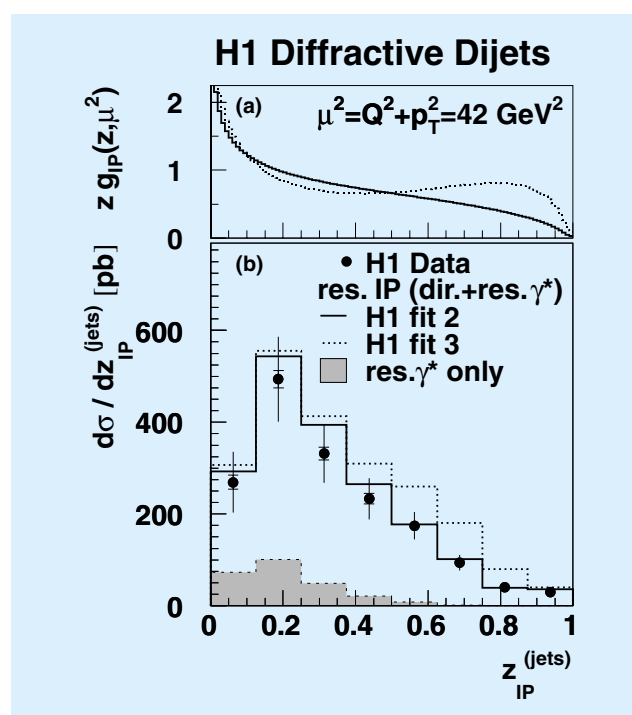 H1 Diffractive Dijets
z g_IP(z,μ²)
2
1
0
(a)
μ²=Q²+p_T²=42 GeV²
dσ / dz_IP^(jets) [pb]
600
400
200
0
(b)
H1 Data
res. IP (dir.+res.γ*)
H1 fit 2
H1 fit 3
res.γ* only
0 0.2 0.4 0.6 0.8 1
z_IP^(jets)